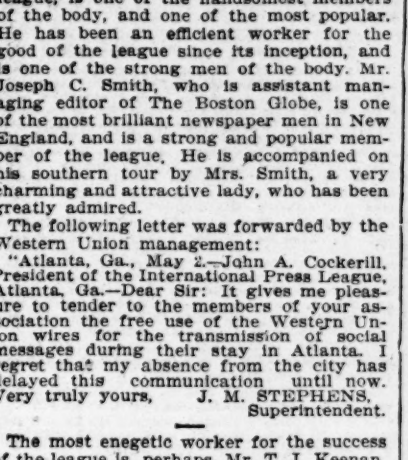 league, is one of the handsomest members
of the body, and one of the most popular.
He has been an efficient worker for the
good of the league since its inception, and
is one of the strong men of the body. Mr.
Joseph C. Smith, who is assistant man-
aging editor of The Boston Globe, is one
of the most brilliant newspaper men in New
England, and is a strong and popular mem-
ber of the league. He is accompanied on
his southern tour by Mrs. Smith, a very
charming and attractive lady, who has been
greatly admired.
The following letter was forwarded by the
Western Union management:
"Atlanta, Ga., May 2.—John A. Cockerill,
President of the International Press League,
Atlanta, Ga.—Dear Sir: It gives me pleas-
ure to tender to the members of your as-
sociation the free use of the Western Un-
ion wires for the transmission of social
messages during their stay in Atlanta. I
regret that my absence from the city has
delayed this communication until now.
Very truly yours, J. M. STEPHENS,
Superintendent.
The most enegetic worker for the success
of the league is, perhaps, Mr. T. J. Keenan,